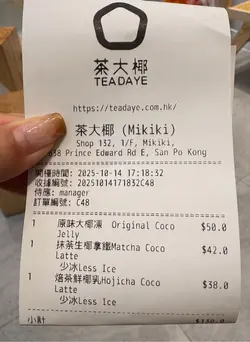 茶大椰
TEADAYE
https://teadaye.com.hk/
茶大椰 (Mikiki)
Shop 132, 1/F, Mikiki,
638 Prince Edward Rd E, San Po Kong
開檯時間: 2025-10-14 17:18:32
收據編號: 20251014171832C48
侍應: manager
訂單編號: C48
1 原味大椰凍 Original Coco $50.0
Jelly
1 抹茶生椰拿鐵Matcha Coco $42.0
Latte
少冰Less Ice
1 焙茶鮮椰乳Hojicha Coco $38.0
Latte
少冰Less Ice
小計 $130.0